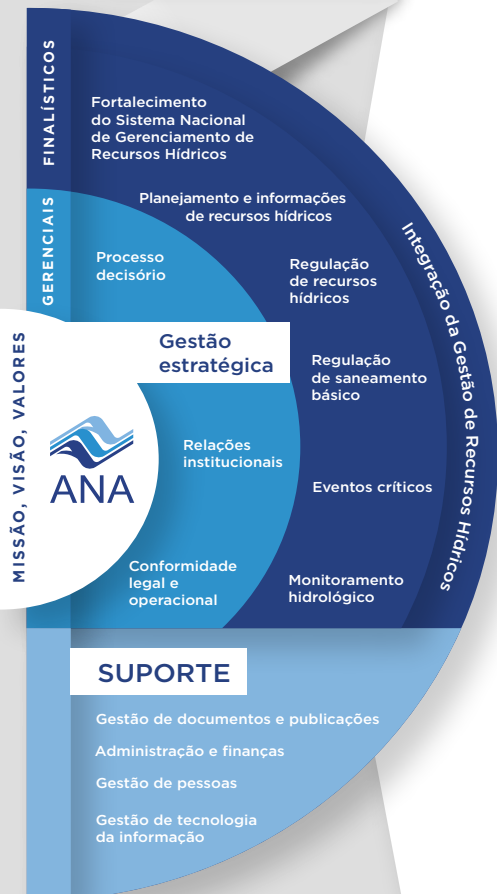 FINALÍSTICOS
Fortalecimento
do Sistema Nacional
de Gerenciamento de
Recursos Hídricos
Planejamento e informações
de recursos hídricos
Regulação
de recursos
hídricos
Regulação
de saneamento
básico
Eventos críticos
Monitoramento
hidrológico
Integração da Gestão de Recursos Hídricos
GERENCIAIS
Processo
decisório
Gestão
estratégica
Relações
institucionais
Conformidade
legal e
operacional
MISSÃO, VISÃO, VALORES
ANA
SUPORTE
Gestão de documentos e publicações
Administração e finanças
Gestão de pessoas
Gestão de tecnologia
da informação